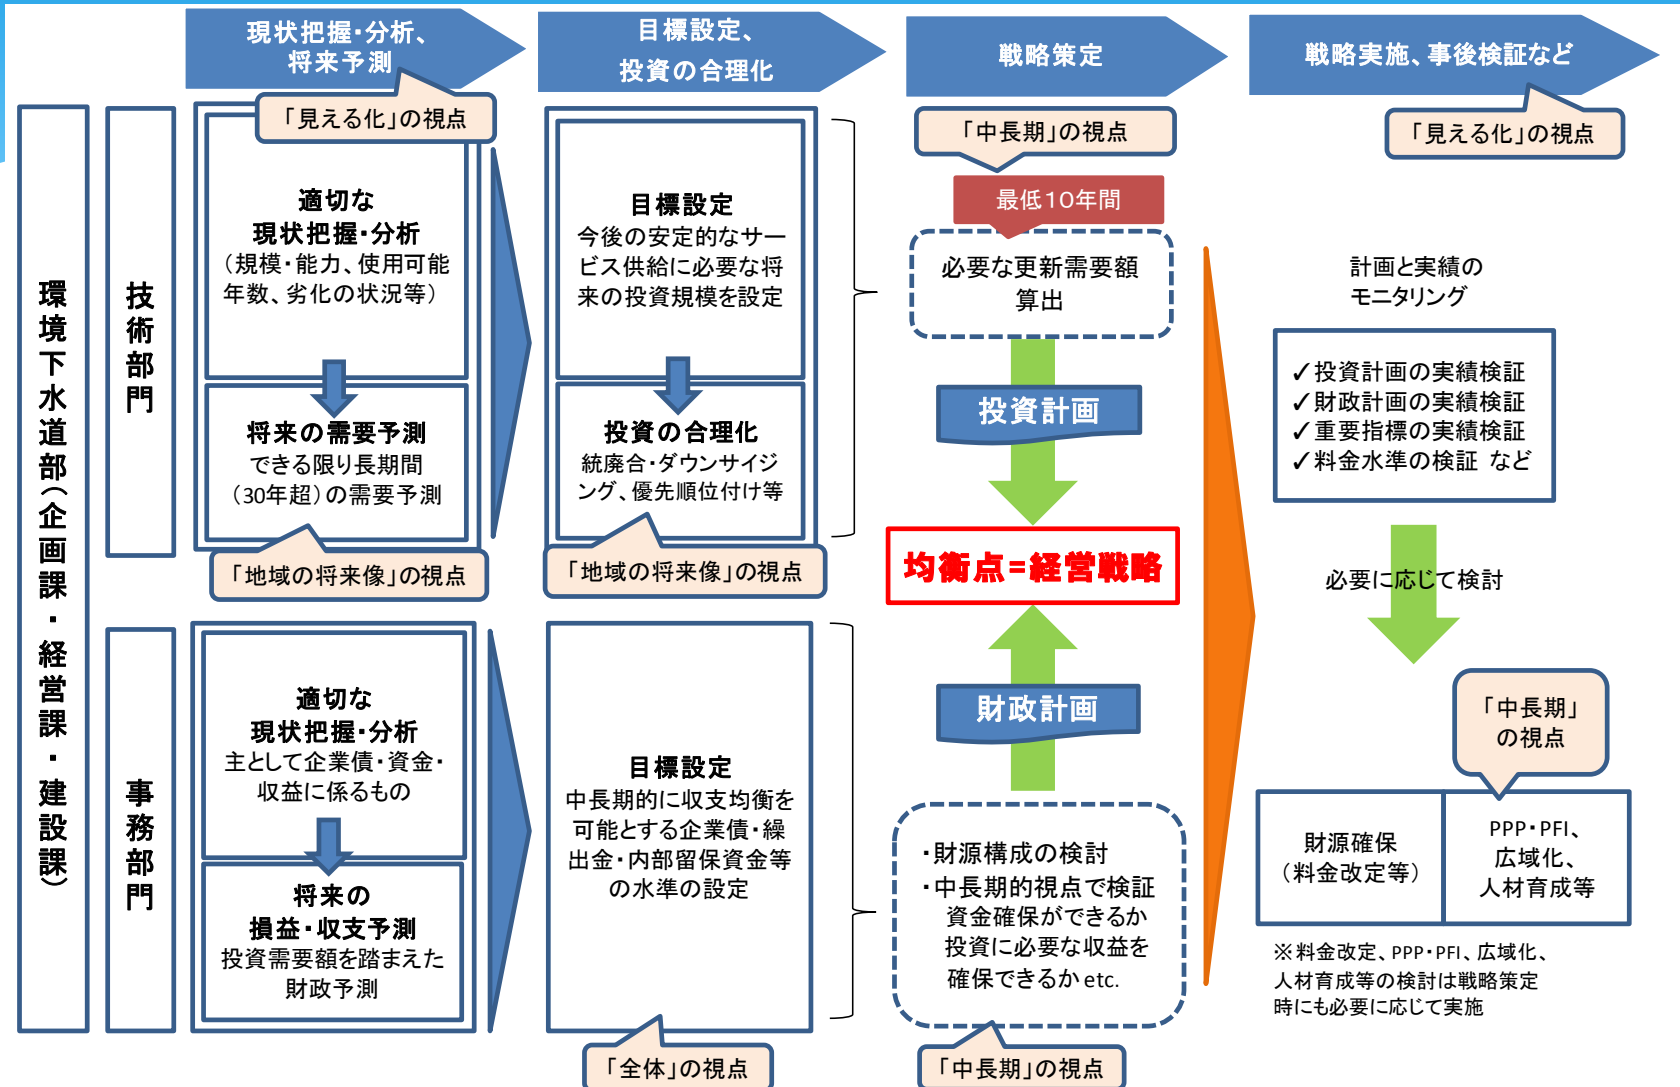 現状把握・分析、
将来予測
目標設定、
投資の合理化
戦略策定
戦略実施、事後検証など
環境下水道部(企画課・経営課・建設課)
技術部門
「見える化」の視点
適切な
現状把握・分析
(規模・能力、使用可能
年数、劣化の状況等)
将来の需要予測
できる限り長期間
(30年超)の需要予測
「地域の将来像」の視点
目標設定
今後の安定的なサー
ビス供給に必要な将
来の投資規模を設定
投資の合理化
統廃合・ダウンサイジ
ング、優先順位付け等
「地域の将来像」の視点
事務部門
適切な
現状把握・分析
主として企業債・資金・
収益に係るもの
将来の
損益・収支予測
投資需要額を踏まえた
財政予測
目標設定
中長期的に収支均衡を
可能とする企業債・繰
出金・内部留保資金等
の水準の設定
「全体」の視点
「中長期」の視点
最低10年間
必要な更新需要額
算出
投資計画
均衡点=経営戦略
財政計画
・財源構成の検討
・中長期的視点で検証
資金確保ができるか
投資に必要な収益を
確保できるか etc.
「中長期」の視点
「見える化」の視点
計画と実績の
モニタリング
✓投資計画の実績検証
✓財政計画の実績検証
✓重要指標の実績検証
✓料金水準の検証 など
必要に応じて検討
「中長期」
の視点
財源確保
(料金改定等)
PPP・PFI、
広域化、
人材育成等
※料金改定、PPP・PFI、広域化、
人材育成等の検討は戦略策定
時にも必要に応じて実施